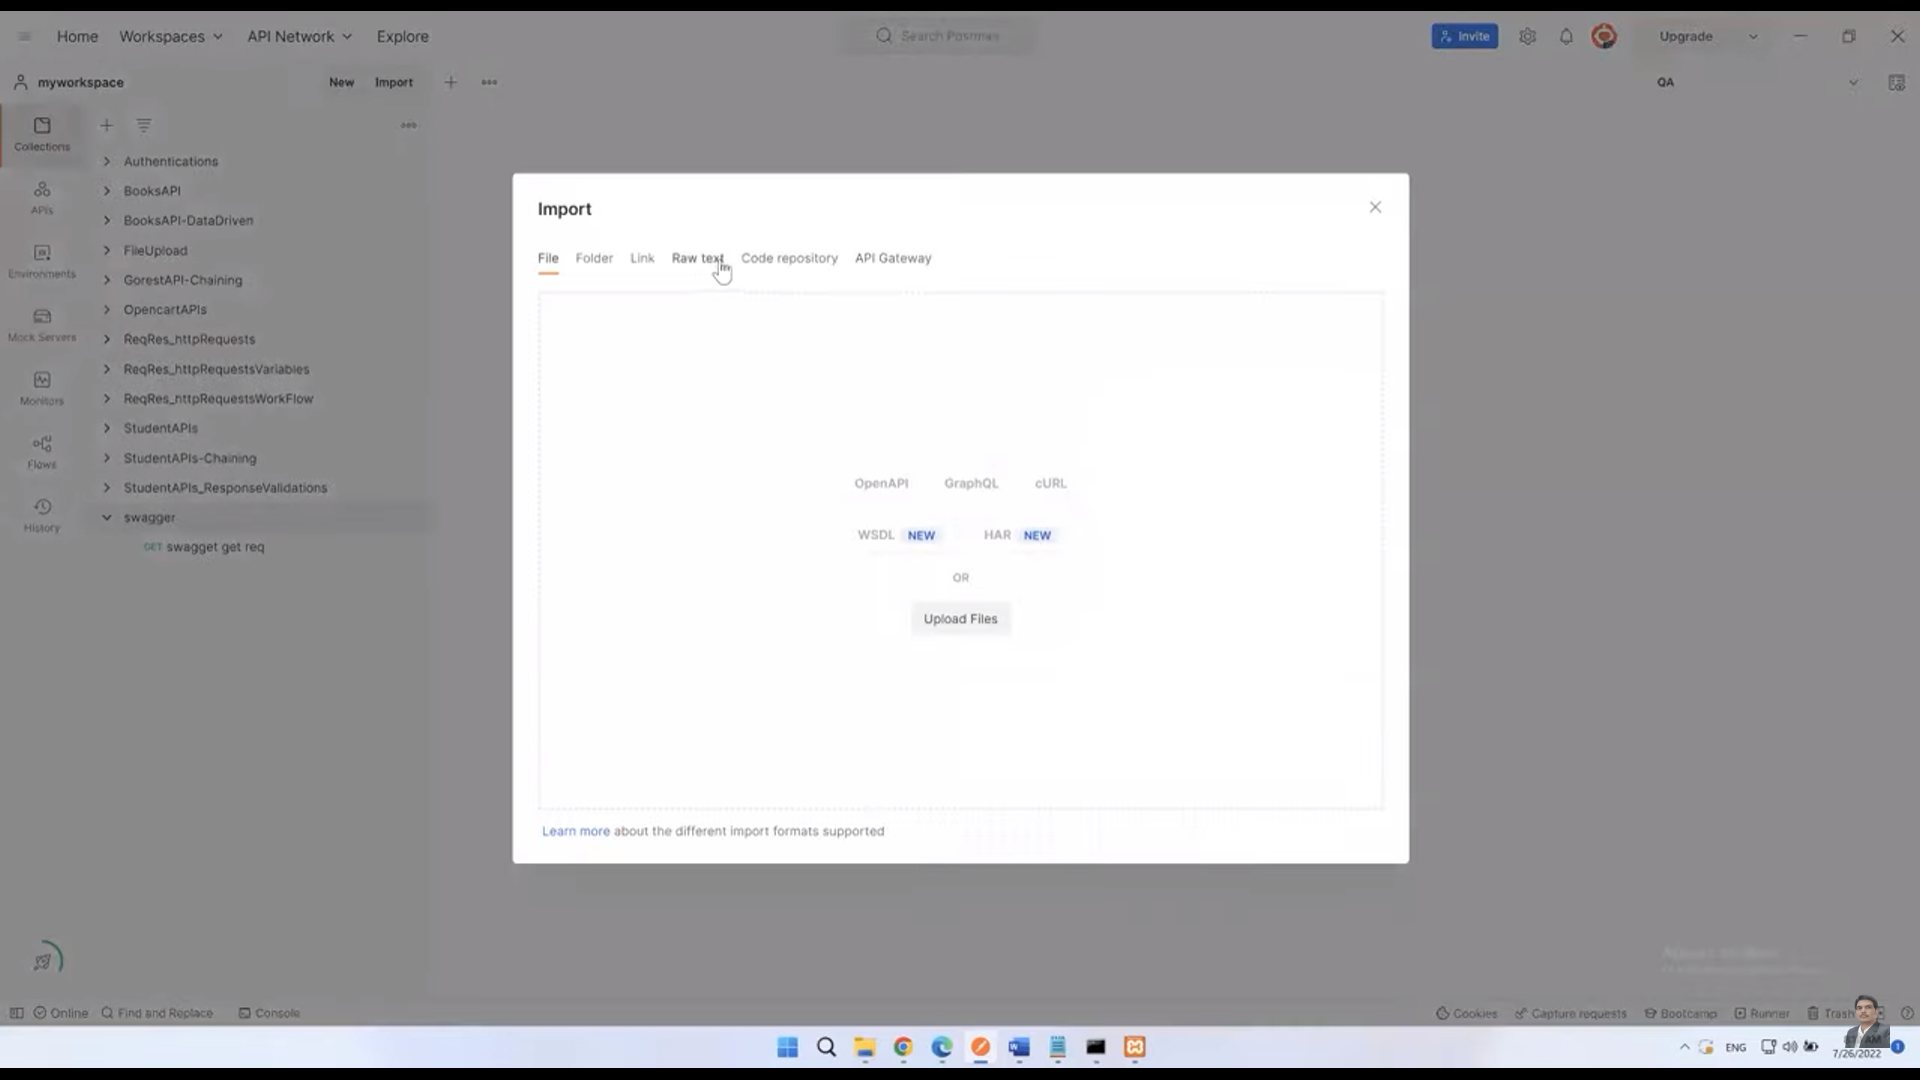 Home Workspaces API Network Explore Search Postman Invite Upgrade
myworkspace New Import QA
Collections
APIs
Environments
Mock Servers
Monitors
Flows
History
Authentications
BooksAPI
BooksAPI-DataDriven
FileUpload
GorestAPI-Chaining
OpencartAPIs
ReqRes_httpRequests
ReqRes_httpRequestsVariables
ReqRes_httpRequestsWorkFlow
StudentAPIs
StudentAPIs-Chaining
StudentAPIs_ResponseValidations
swagger
GET swagget get req
Import
File Folder Link Raw text Code repository API Gateway
OpenAPI GraphQL cURL
WSDL NEW HAR NEW
OR
Upload Files
Learn more about the different import formats supported
Online Find and Replace Console Cookies Capture requests Bootcamp Runner Trash
ENG
7/26/2022
1